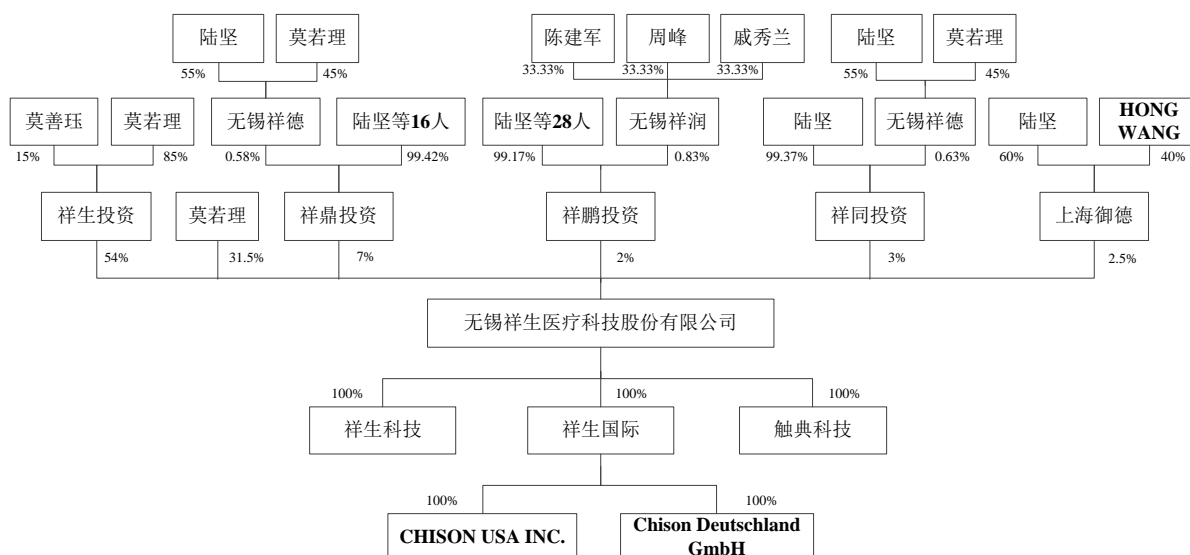 陆坚 莫若理 陈建军 周峰 戚秀兰 陆坚 莫若理
55% 45% 33.33% 33.33% 33.33% 55% 45%
莫善珏 莫若理 无锡祥德 陆坚等16人 陆坚等28人 无锡祥润 陆坚 无锡祥德 陆坚 HONG
WANG
15% 85% 0.58% 99.42% 99.17% 0.83% 99.37% 0.63% 60% 40%
祥生投资 莫若理 祥鼎投资 祥鹏投资 祥同投资 上海御德
54% 31.5% 7% 2% 3% 2.5%
无锡祥生医疗科技股份有限公司
100% 100% 100%
祥生科技 祥生国际 触典科技
100% 100%
CHISON USA INC. Chison Deutschland
GmbH